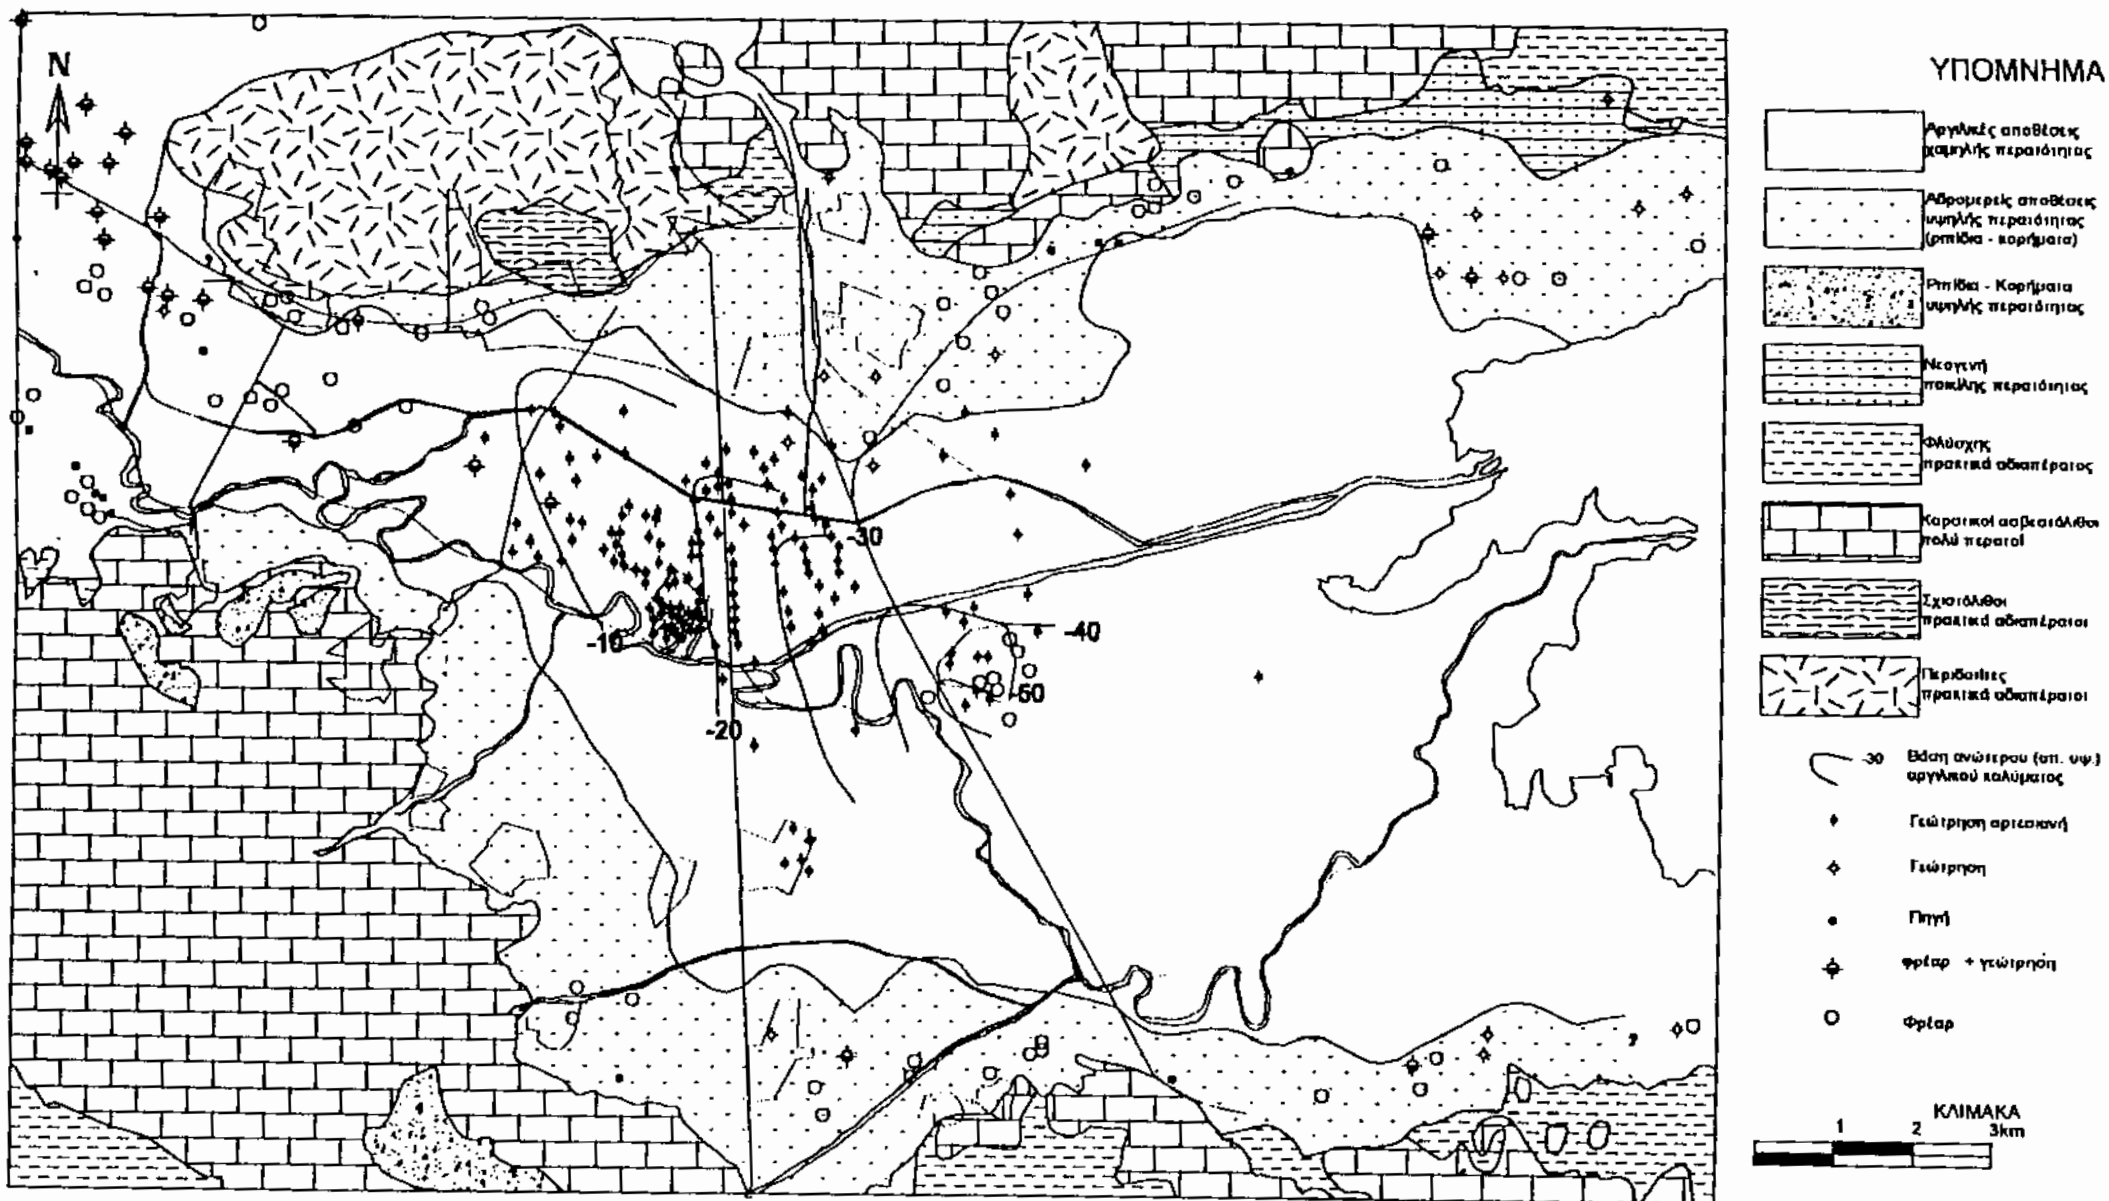 N
ΥΠΟΜΝΗΜΑ
Αργιλικές αποθέσεις
χαμηλής περατότητας
Αδρομερείς αποθέσεις
υψηλής περατότητας
(ριπίδια - κορήματα)
Ριπίδια - Κορήματα
υψηλής περατότητας
Νεογενή
ποικίλης περατότητας
Φλύσχης
πρακτικά αδιαπέρατος
Καρστικοί ασβεστόλιθοι
πολύ περατοί
Σχιστόλιθοι
πρακτικά αδιαπέρατοι
Περιδοτίτες
πρακτικά αδιαπέρατοι
-30 Βάση ανώτερου (απ. υψ.)
αργιλικού καλύματος
Γεώτρηση αρτεσιανή
Γεώτρηση
Πηγή
φρέαρ + γεώτρηση
Φρέαρ
ΚΛΙΜΑΚΑ
1 2 3km
-30
-10
-40
-50
-20
?